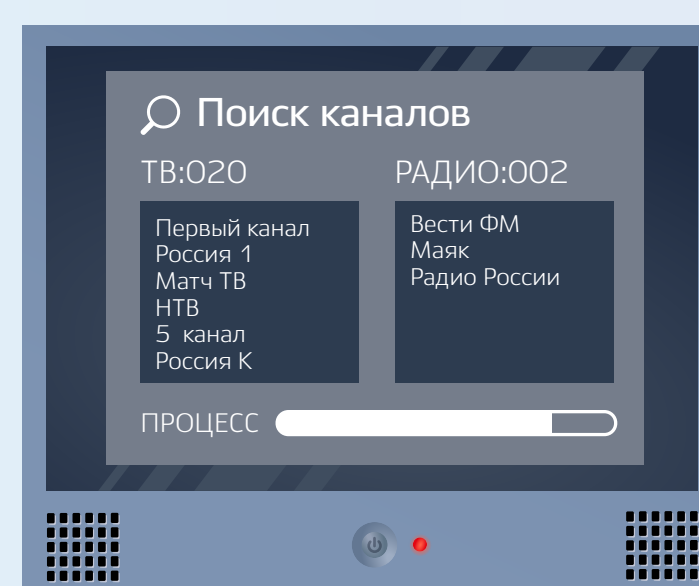 Поиск каналов
ТВ:020
Первый канал
Россия 1
Матч ТВ
НТВ
5 канал
Россия К
РАДИО:002
Вести ФМ
Маяк
Радио России
ПРОЦЕСС